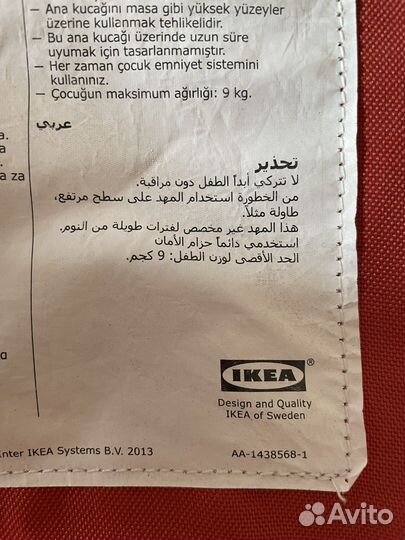 – Ana kucağını masa gibi yüksek yüzeyler
üzerine kullanmak tehlikelidir.
– Bu ana kucağı üzerinde uzun süre
uyumak için tasarlanmamıştır.
– Her zaman çocuk emniyet sistemini
kullanınız.
– Çocuğun maksimum ağırlığı: 9 kg.
عربي
تحذير
لا تتركي أبداً الطفل دون مراقبة.
من الخطورة استخدام المهد على سطح مرتفع،
طاولة مثلاً.
هذا المهد غير مخصص لفترات طويلة من النوم.
استخدمي دائماً حزام الأمان
الحد الأقصى لوزن الطفل: 9 كجم.
a.
a
a za
a
IKEA®
Design and Quality
IKEA of Sweden
Inter IKEA Systems B.V. 2013
AA-1438568-1
Avito